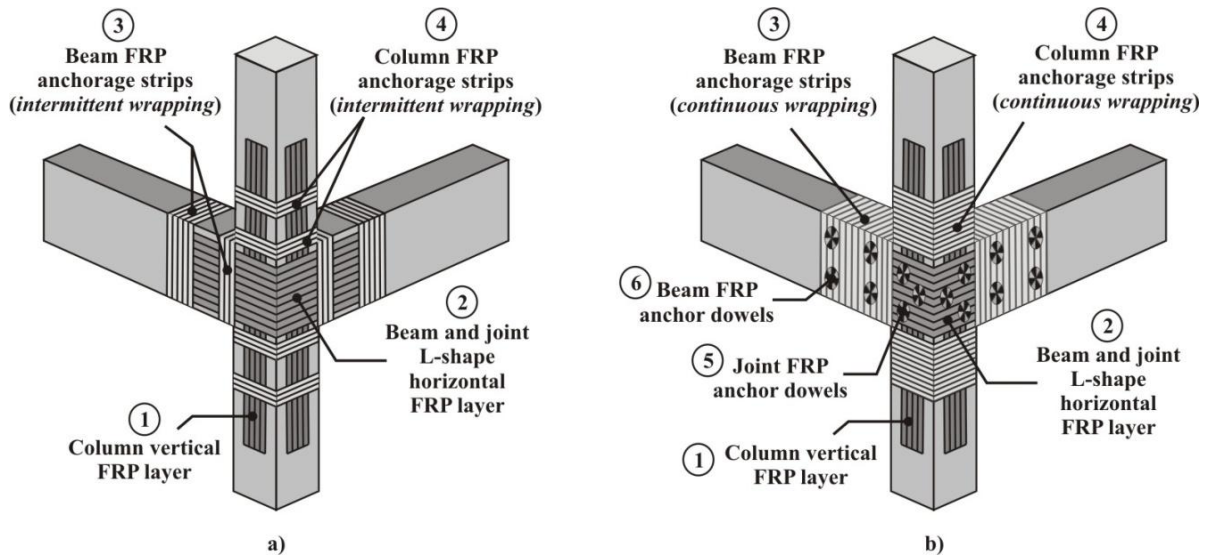 3
Beam FRP
anchorage strips
(intermittent wrapping)
4
Column FRP
anchorage strips
(intermittent wrapping)
2
Beam and joint
L-shape
horizontal
FRP layer
1
Column vertical
FRP layer
a)
3
Beam FRP
anchorage strips
(continuous wrapping)
4
Column FRP
anchorage strips
(continuous wrapping)
6 Beam FRP
anchor dowels
5 Joint FRP
anchor dowels
2
Beam and joint
L-shape
horizontal
FRP layer
1 Column vertical
FRP layer
b)